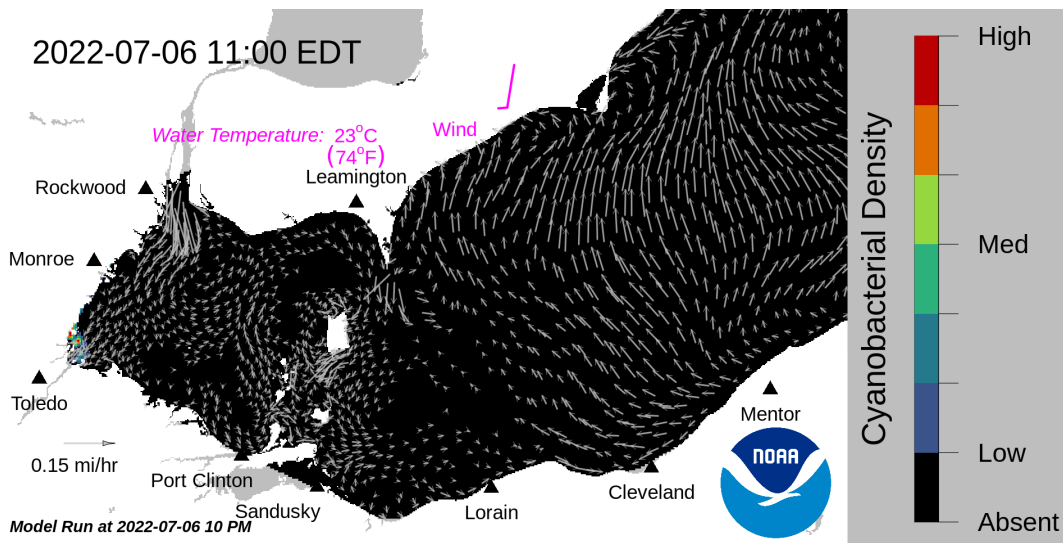 2022-07-06 11:00 EDT
Water Temperature: 23°C
(74°F)
Wind
Leamington
Rockwood
Monroe
Toledo
0.15 mi/hr
Port Clinton
Sandusky
Lorain
Cleveland
Mentor
NOAA
Model Run at 2022-07-06 10 PM
Cyanobacterial Density
High
Med
Low
Absent